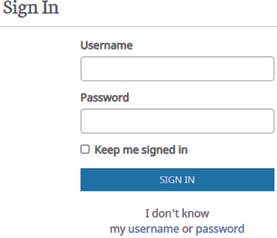 Sign In
Username
Password
Keep me signed in
SIGN IN
I don't know
my username or password